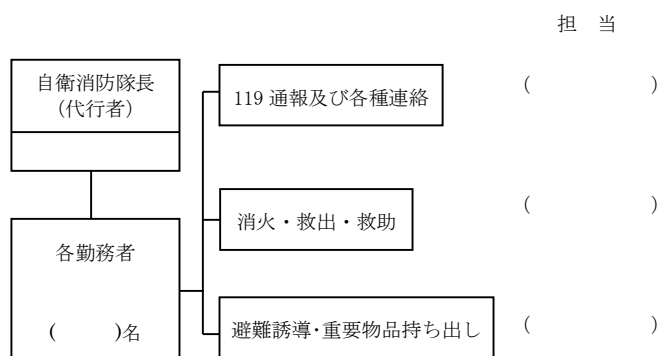 担　当
自衛消防隊長
(代行者)
119 通報及び各種連絡
(　　　　　　)
消火・救出・救助
(　　　　　　)
各勤務者
(　　　)名
避難誘導・重要物品持ち出し
(　　　　　　)